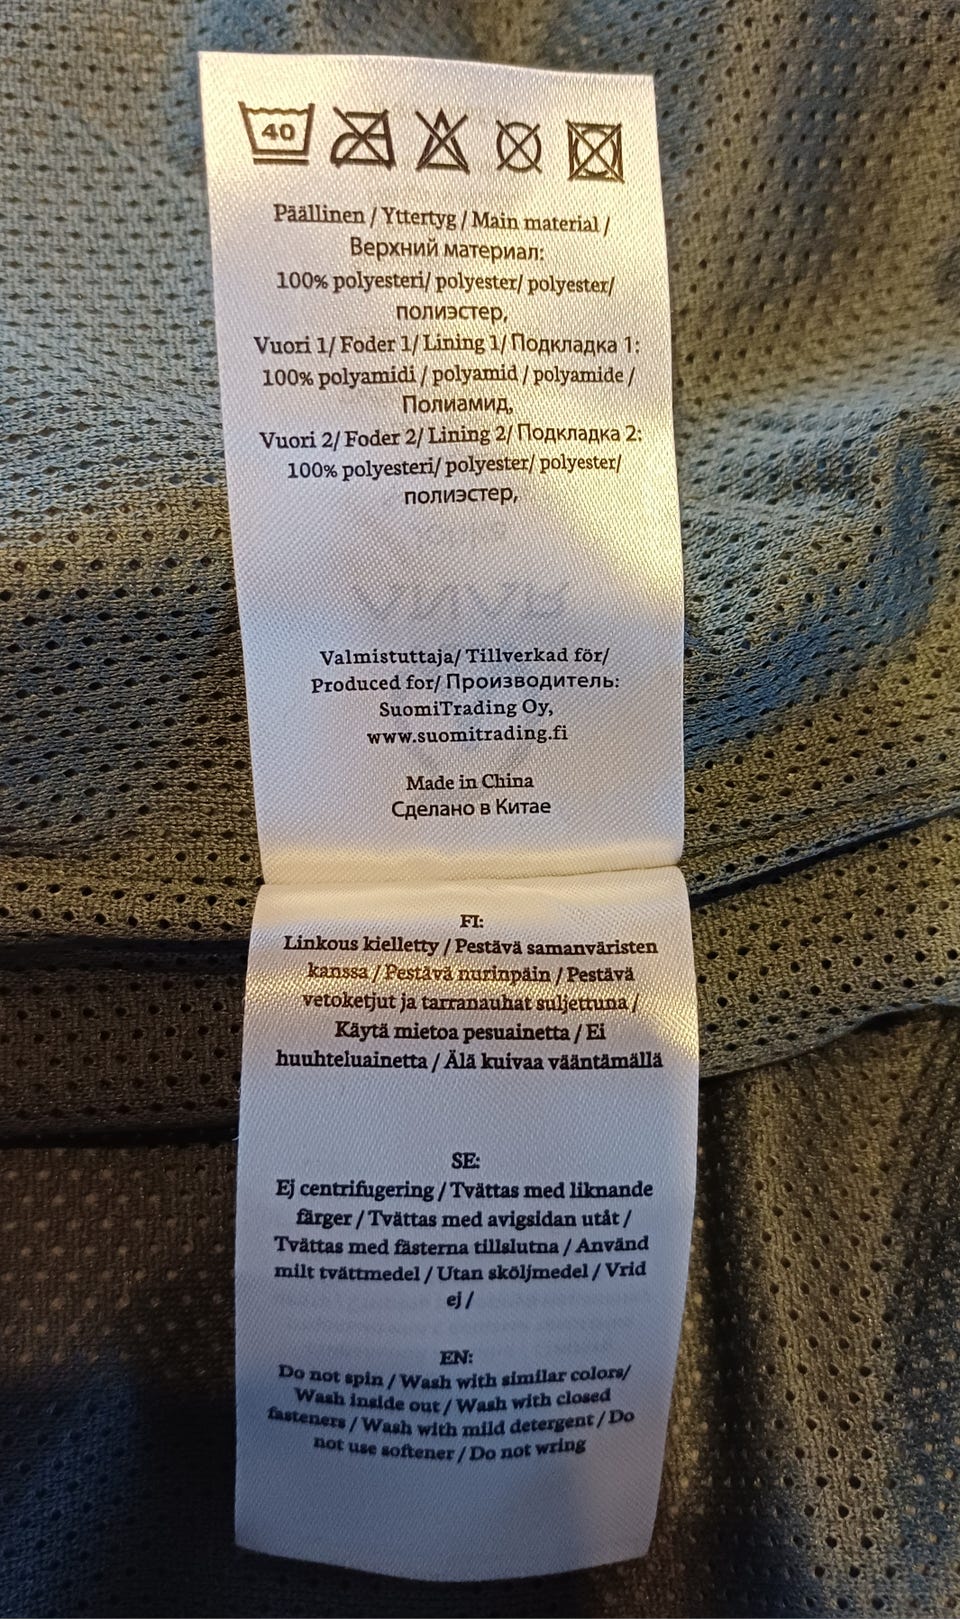 40
Päällinen / Yttertyg / Main material /
Верхний материал:
100% polyesteri/ polyester/ polyester/
полиэстер,
Vuori 1/ Foder 1/ Lining 1/ Подкладка 1:
100% polyamidi / polyamid / polyamide /
Полиамид,
Vuori 2/ Foder 2/ Lining 2/ Подкладка 2:
100% polyesteri/ polyester/ polyester/
полиэстер,
Valmistuttaja/ Tillverkad för/
Produced for/ Производитель:
SuomiTrading Oy,
www.suomitrading.fi
Made in China
Сделано в Китае
FI:
Linkous kielletty / Pestävä samanväristen
kanssa / Pestävä nurinpäin / Pestävä
vetoketjut ja tarranauhat suljettuna /
Käytä mietoa pesuainetta / Ei
huuhteluainetta / Älä kuivaa vääntämällä
SE:
Ej centrifugering / Tvättas med liknande
färger / Tvättas med avigsidan utåt /
Tvättas med fästerna tillslutna / Använd
milt tvättmedel / Utan sköljmedel / Vrid
ej /
EN:
Do not spin / Wash with similar colors/
Wash inside out / Wash with closed
fasteners / Wash with mild detergent / Do
not use softener / Do not wring